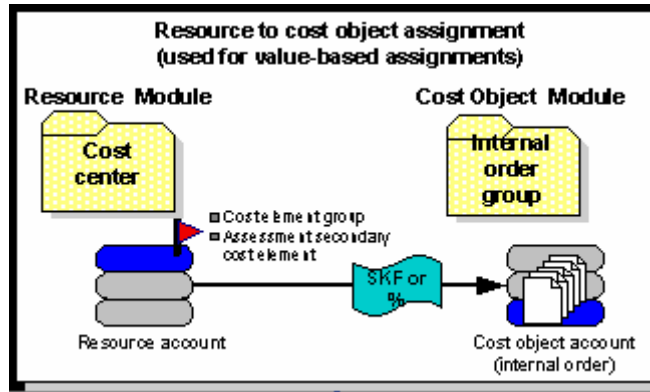 Resource to cost object assignment
(used for value-based assignments)
Resource Module
Cost Object Module
Cost
center
Internal
order
group
Cost element group
Assessment secondary
cost element
SKF or
%
Resource account
Cost object account
(internal order)